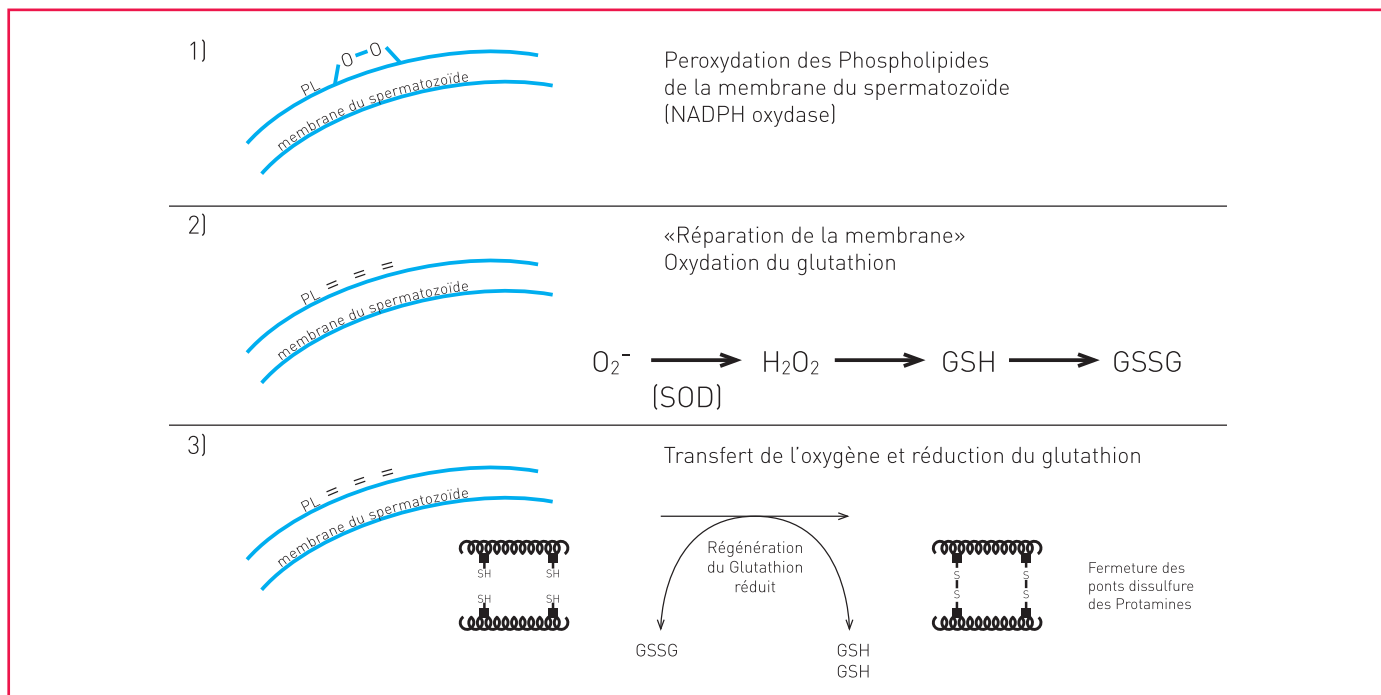 1)
O-O
PL
membrane du spermatozoïde
Peroxydation des Phospholipides
de la membrane du spermatozoïde
(NADPH oxydase)
2)
PL = = =
membrane du spermatozoïde
«Réparation de la membrane»
Oxydation du glutathion
O₂⁻ H₂O₂ GSH GSSG
(SOD)
3)
PL = = =
membrane du spermatozoïde
Transfert de l'oxygène et réduction du glutathion
SH SH
SH SH
Régénération
du Glutathion
réduit
GSSG
GSH
GSH
S S
S S
Fermeture des
ponts dissulfure
des Protamines